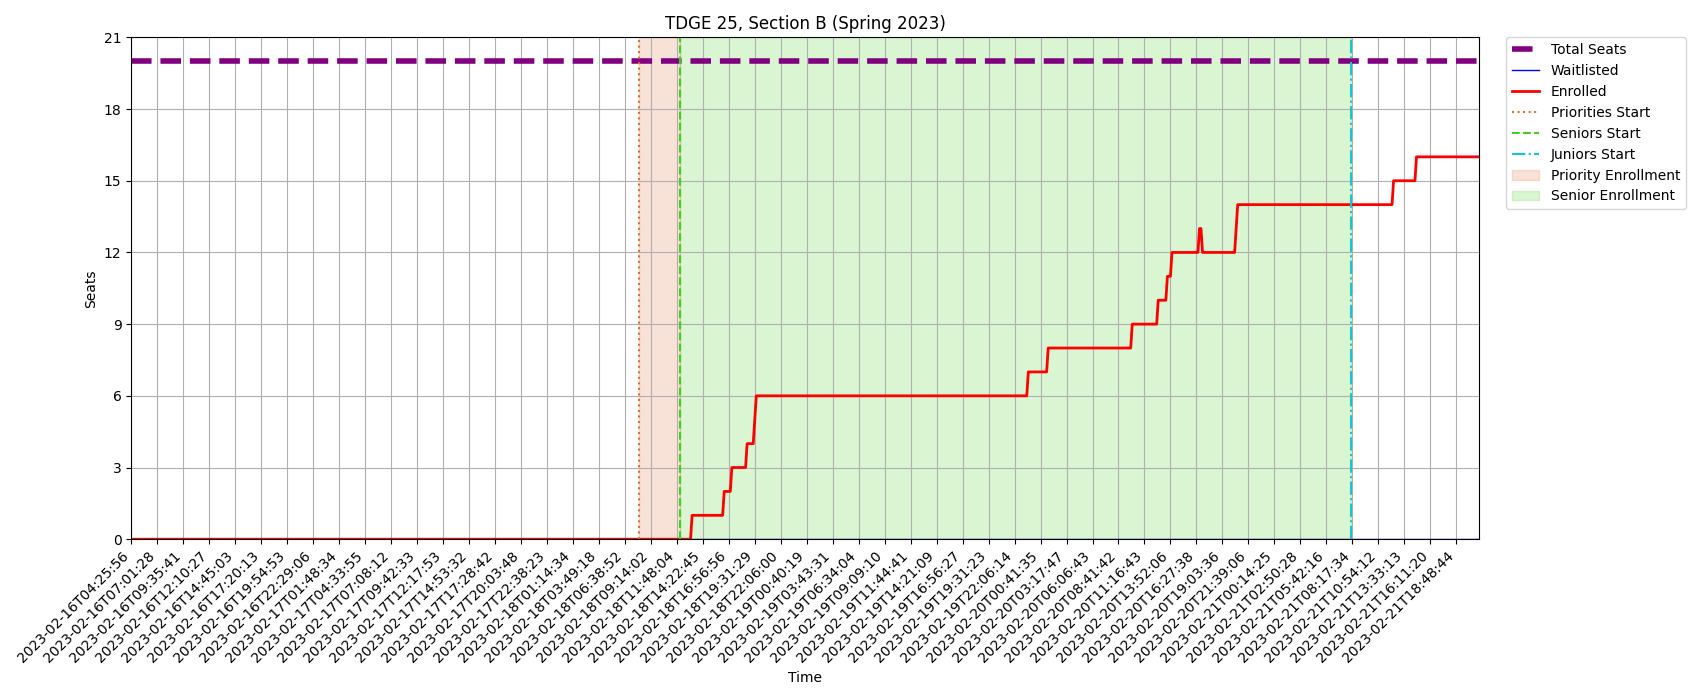 TDGE 25, Section B (Spring 2023)
21
18
15
12
9
6
3
0
Seats
Total Seats
Waitlisted
Enrolled
Priorities Start
Seniors Start
Juniors Start
Priority Enrollment
Senior Enrollment
2023-02-16T04:25:56
2023-02-16T07:01:28
2023-02-16T09:35:41
2023-02-16T12:10:27
2023-02-16T14:45:03
2023-02-16T17:20:13
2023-02-16T19:54:53
2023-02-16T22:29:06
2023-02-17T01:48:34
2023-02-17T04:33:55
2023-02-17T07:08:12
2023-02-17T09:42:33
2023-02-17T12:17:53
2023-02-17T14:53:32
2023-02-17T17:28:42
2023-02-17T20:03:48
2023-02-17T22:38:23
2023-02-18T01:14:34
2023-02-18T03:49:18
2023-02-18T06:38:52
2023-02-18T09:14:02
2023-02-18T11:48:04
2023-02-18T14:22:45
2023-02-18T16:56:56
2023-02-18T19:31:29
2023-02-18T22:06:00
2023-02-19T00:40:19
2023-02-19T03:43:31
2023-02-19T06:34:04
2023-02-19T09:09:10
2023-02-19T11:44:41
2023-02-19T14:21:09
2023-02-19T16:56:27
2023-02-19T19:31:23
2023-02-19T22:06:14
2023-02-20T00:41:35
2023-02-20T03:17:47
2023-02-20T06:06:43
2023-02-20T08:41:42
2023-02-20T11:16:43
2023-02-20T13:52:06
2023-02-20T16:27:38
2023-02-20T19:03:36
2023-02-20T21:39:06
2023-02-21T00:14:25
2023-02-21T02:50:28
2023-02-21T05:42:16
2023-02-21T08:17:34
2023-02-21T10:54:12
2023-02-21T13:33:13
2023-02-21T16:11:20
2023-02-21T18:48:44
Time